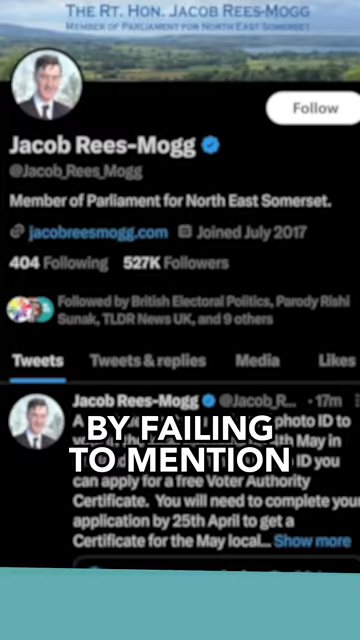 THE RT. HON. JACOB REES-MOGG
MEMBER OF PARLIAMENT FOR NORTH EAST SOMERSET
Follow
Jacob Rees-Mogg
@Jacob_Rees_Mogg
Member of Parliament for North East Somerset.
jacobreesmogg.com Joined July 2017
404 Following 527K Followers
Followed by British Electoral Politics, Parody Rishi
Sunak, TLDR News UK, and 9 others
Tweets Tweets & replies Media Likes
Jacob Rees-Mogg @Jacob_R... · 17m
photo ID to
BY FAILING
May in
TO MENTION
ID you
can apply for a free Voter Authority
Certificate. You will need to complete your
application by 25th April to get a
Certificate for the May local... Show more